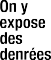 On y
expose
des
denrées